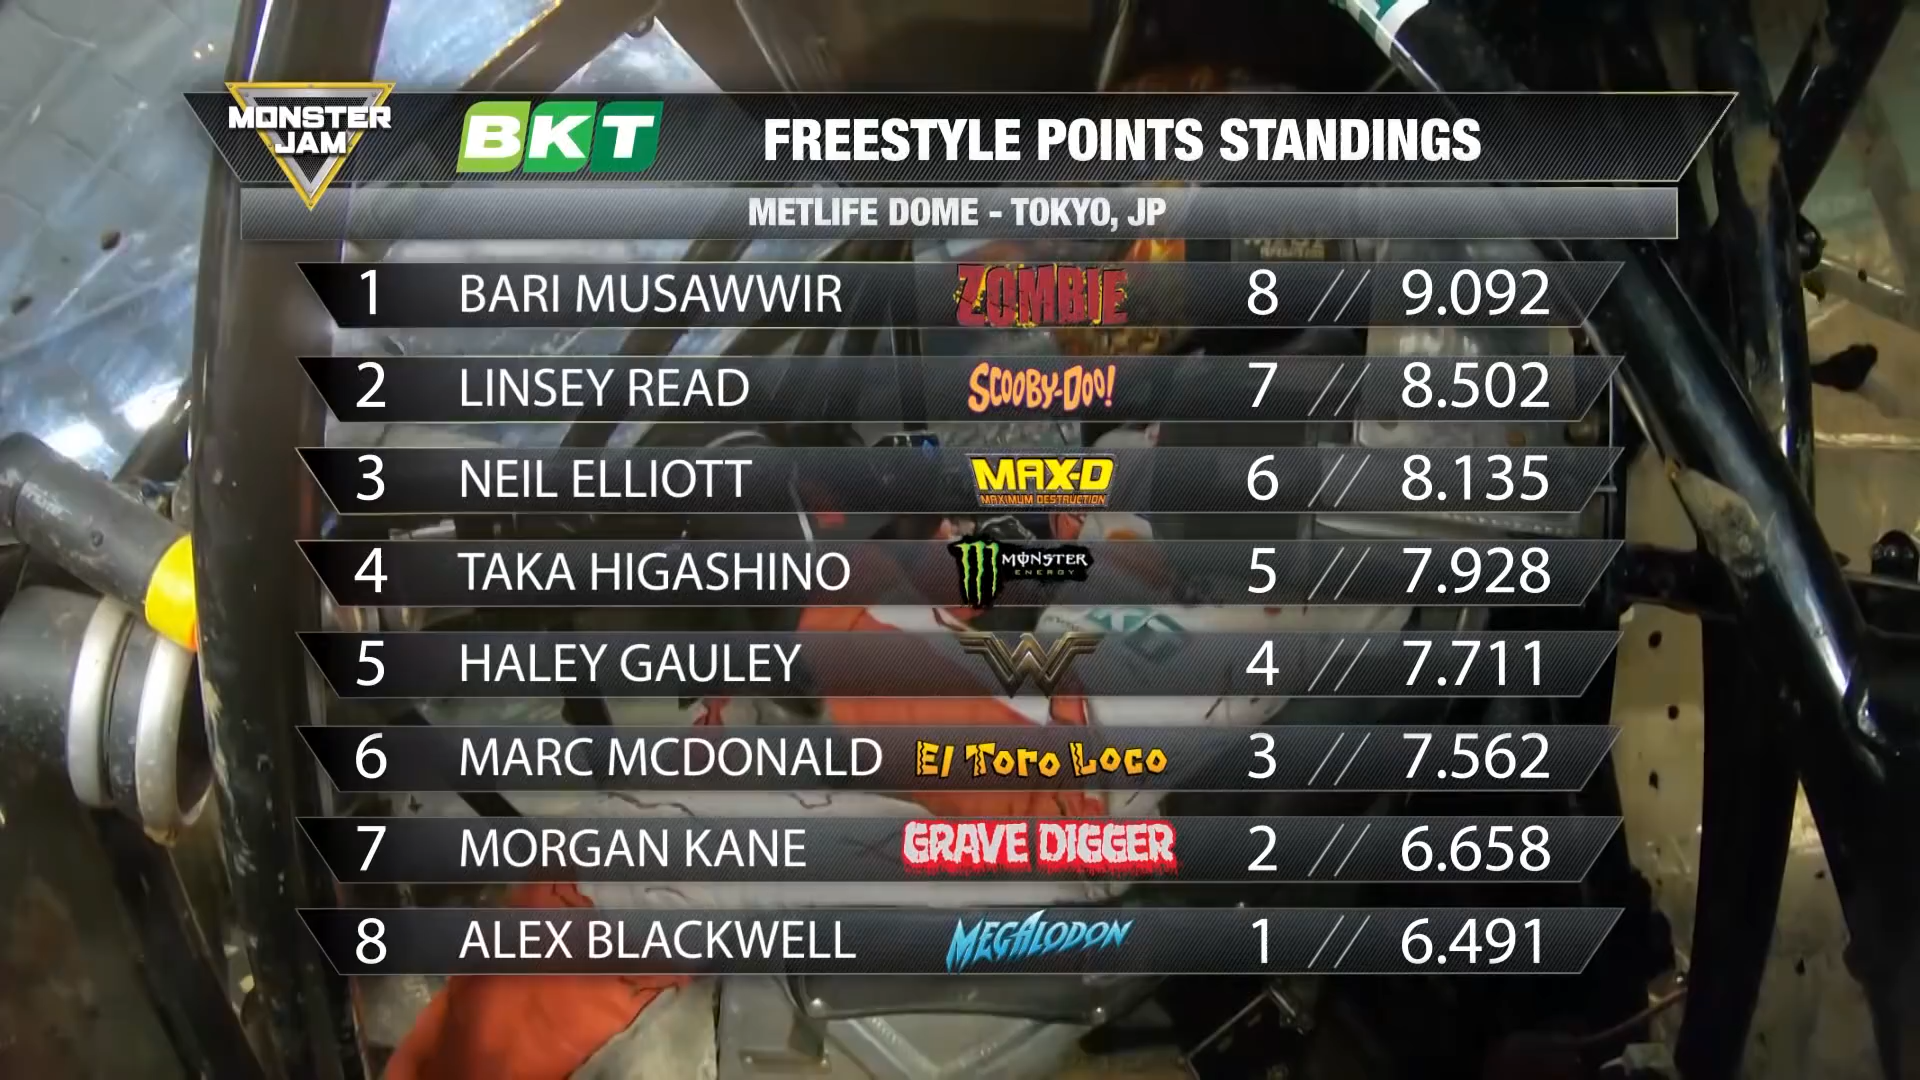 MONSTER JAM BKT FREESTYLE POINTS STANDINGS
METLIFE DOME - TOKYO, JP
1 BARI MUSAWWIR ZOMBIE 8 // 9.092
2 LINSEY READ SCOOBY-DOO! 7 // 8.502
3 NEIL ELLIOTT MAX-D MAXIMUM DESTRUCTION 6 // 8.135
4 TAKA HIGASHINO MONSTER ENERGY 5 // 7.928
5 HALEY GAULEY W 4 // 7.711
6 MARC MCDONALD El Toro Loco 3 // 7.562
7 MORGAN KANE GRAVE DIGGER 2 // 6.658
8 ALEX BLACKWELL MEGALODON 1 // 6.491